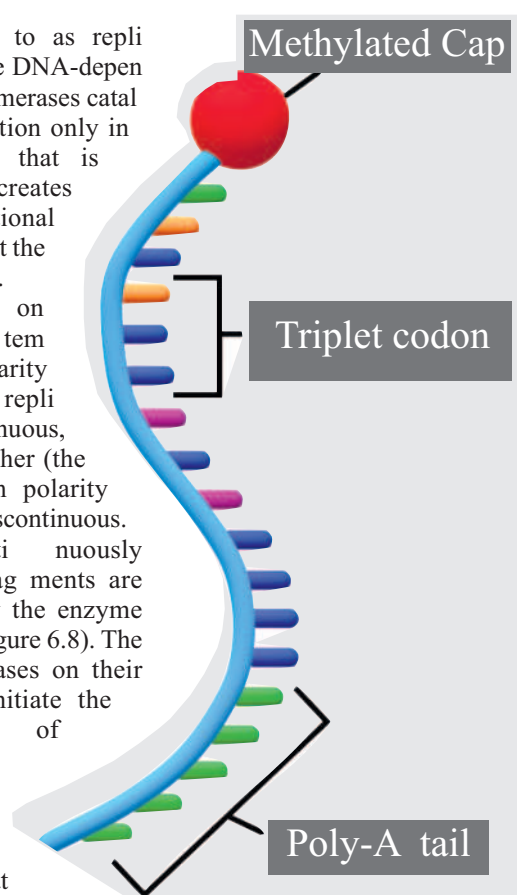 to as repli
e DNA-depen
merases catal
tion only in
that is
creates
ional
t the
.
on
tem
arity
repli
nuous,
her (the
n polarity
scontinuous.
ti nuously
ag ments are
the enzyme
gure 6.8). The
ases on their
nitiate the
of
Methylated Cap
Triplet codon
Poly-A tail